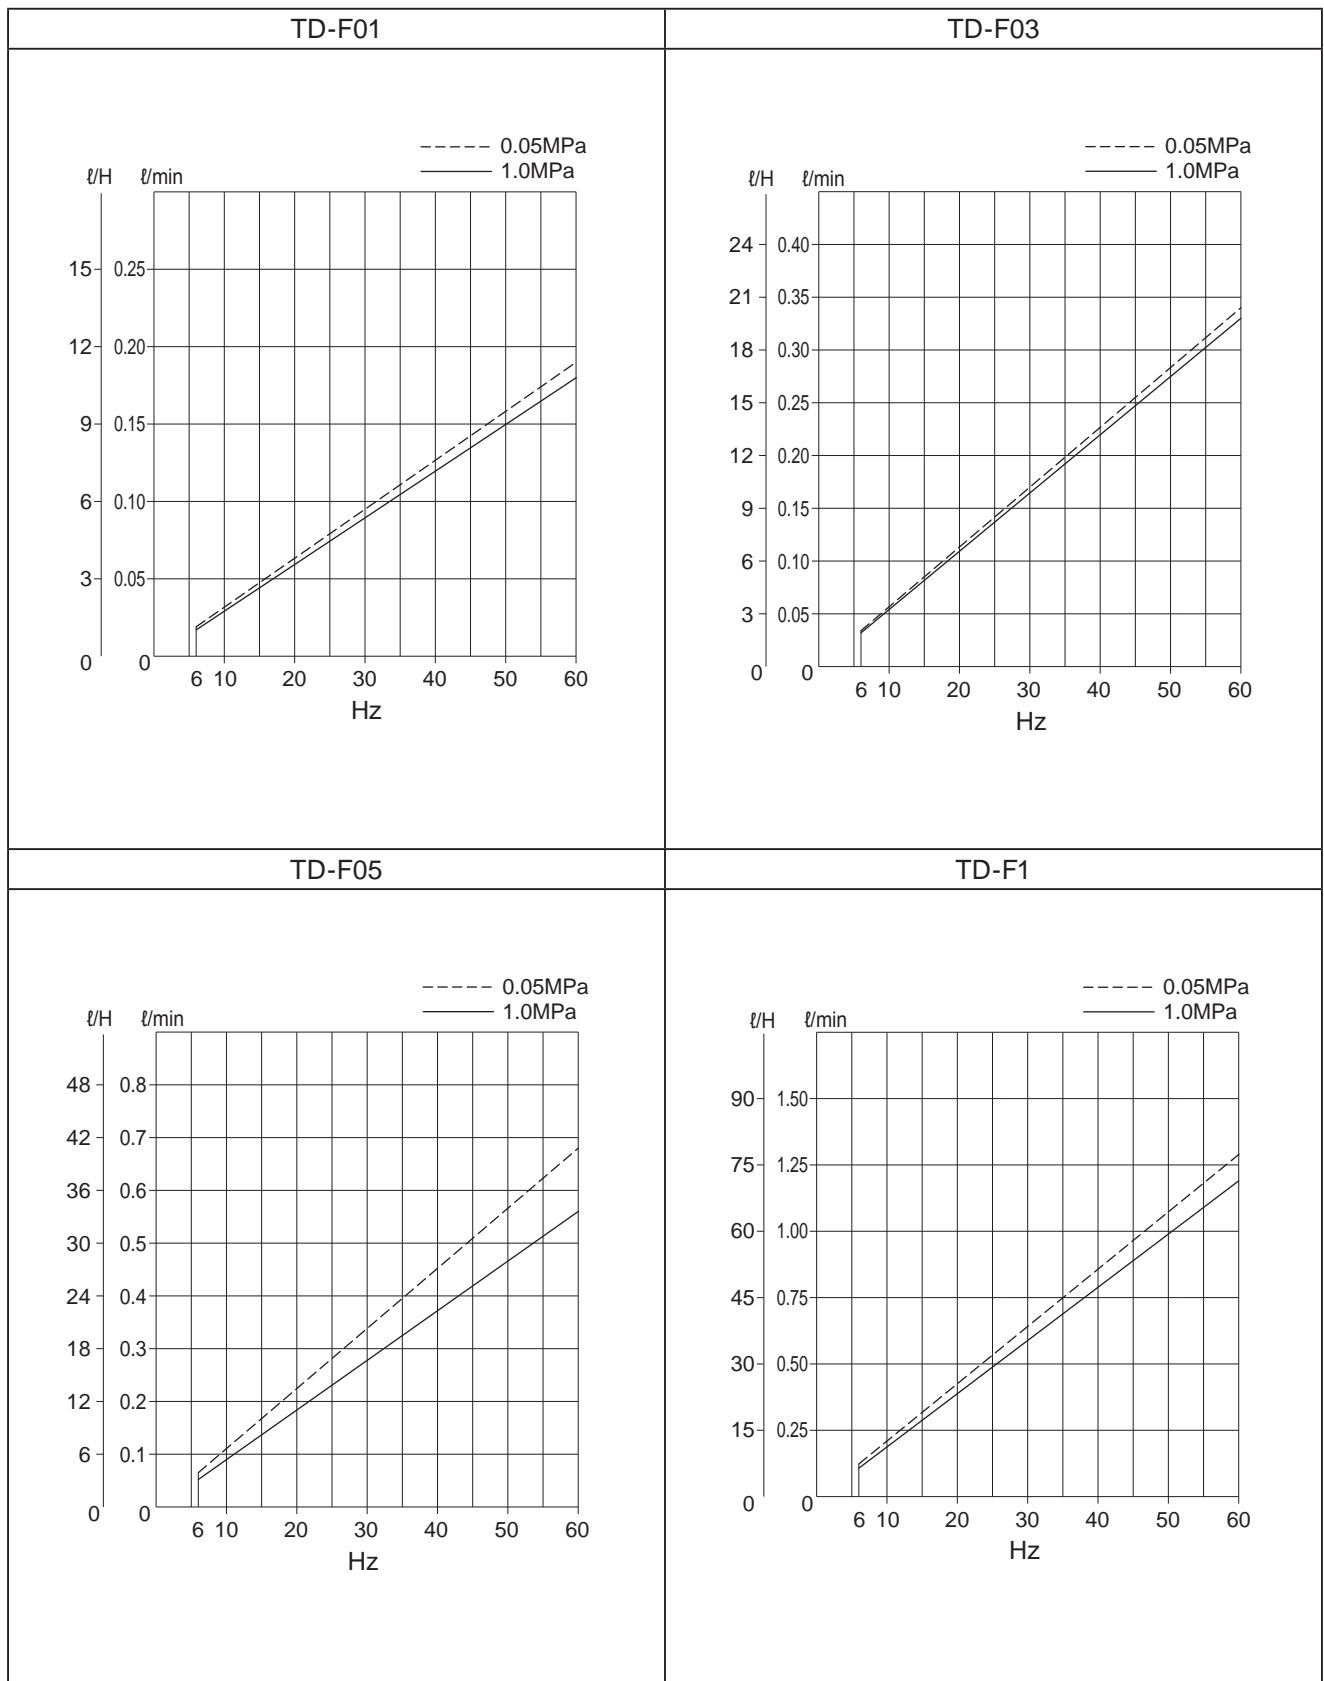 TD-F01
0.05MPa
1.0MPa
ℓ/H ℓ/min
15 0.25
12 0.20
9 0.15
6 0.10
3 0.05
0 0
6 10 20 30 40 50 60
Hz
TD-F03
0.05MPa
1.0MPa
ℓ/H ℓ/min
24 0.40
21 0.35
18 0.30
15 0.25
12 0.20
9 0.15
6 0.10
3 0.05
0 0
6 10 20 30 40 50 60
Hz
TD-F05
0.05MPa
1.0MPa
ℓ/H ℓ/min
48 0.8
42 0.7
36 0.6
30 0.5
24 0.4
18 0.3
12 0.2
6 0.1
0 0
6 10 20 30 40 50 60
Hz
TD-F1
0.05MPa
1.0MPa
ℓ/H ℓ/min
90 1.50
75 1.25
60 1.00
45 0.75
30 0.50
15 0.25
0 0
6 10 20 30 40 50 60
Hz